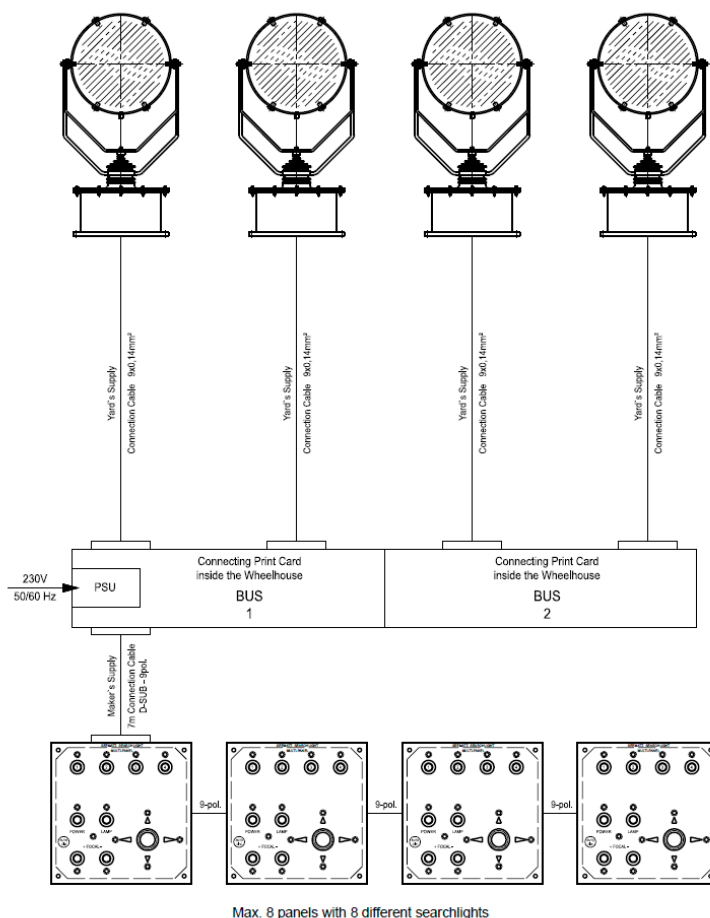 Yard`s Supply
Connection Cable 9x0,14mm²
Yard`s Supply
Connection Cable 9x0,14mm²
Yard`s Supply
Connection Cable 9x0,14mm²
Yard`s Supply
Connection Cable 9x0,14mm²
230V
50/60 Hz
PSU
Connecting Print Card
inside the Wheelhouse
BUS
1
Connecting Print Card
inside the Wheelhouse
BUS
2
Maker`s Supply
7m Connection Cable
D-SUB - 9pol.
POWER
LAMP
- FOCAL +
9-pol.
POWER
LAMP
- FOCAL +
9-pol.
POWER
LAMP
- FOCAL +
9-pol.
POWER
LAMP
- FOCAL +
Max. 8 panels with 8 different searchlights